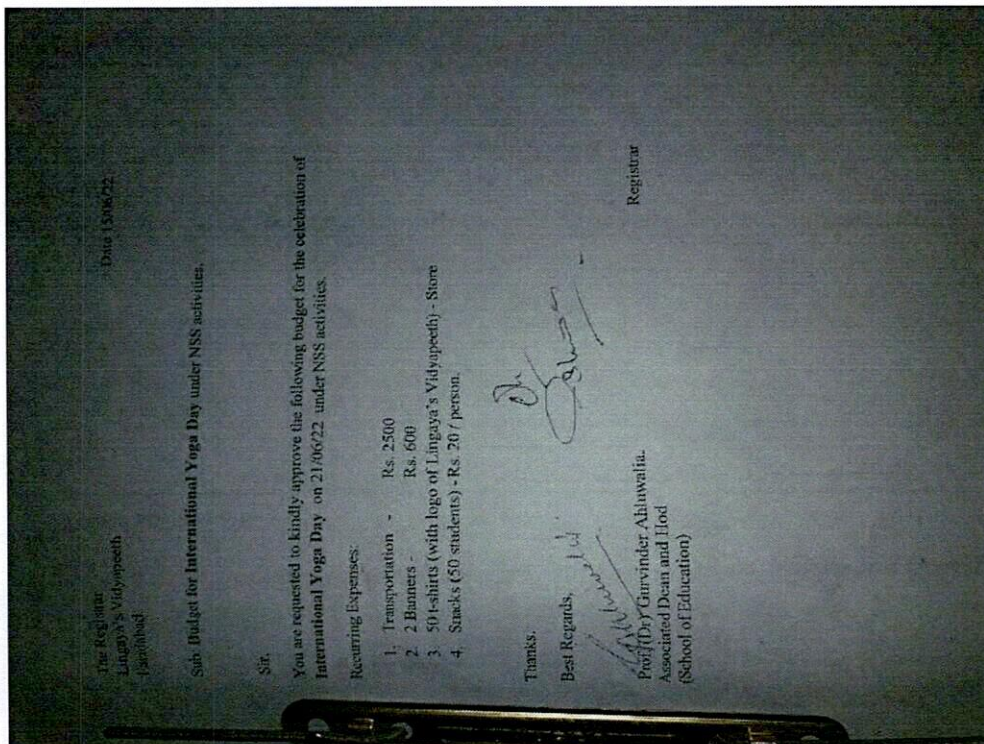 The Registrar
Date 15/06/22
Lingaya's Vidyapeeth
Faridabad
Sub: Budget for International Yoga Day under NSS activities.
Sir,
You are requested to kindly approve the following budget for the celebration of
International Yoga Day on 21/06/22 under NSS activities.
Recurring Expenses:
1. Transportation - Rs. 2500
2. 2 Banners - Rs. 600
3. 50 t-shirts (with logo of Lingaya's Vidyapeeth) - Store
4. Snacks (50 students) - Rs. 20 / person.
Thanks.
Best Regards,
Prof.(Dr) Gurvinder Ahluwalia.
Registrar
Associated Dean and Hod
(School of Education)